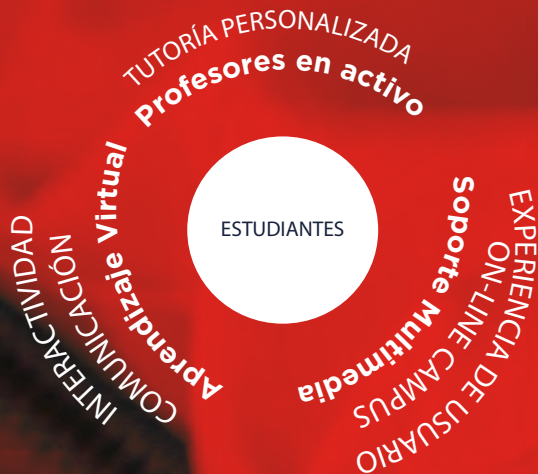 TUTORÍA PERSONALIZADA
Profesores en activo
ESTUDIANTES
Aprendizaje Virtual
COMUNICACIÓN
INTERACTIVIDAD
Soporte Multimedia
ON-LINE CAMPUS
EXPERIENCIA DE USUARIO